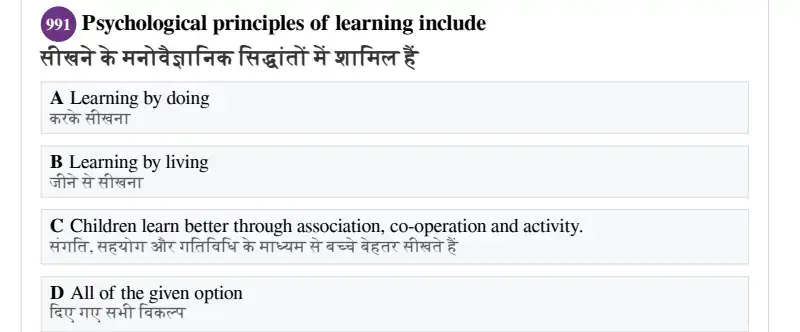 991 Psychological principles of learning include
सीखने के मनोवैज्ञानिक सिद्धांतों में शामिल हैं
A Learning by doing
करके सीखना
B Learning by living
जीने से सीखना
C Children learn better through association, co-operation and activity.
संगति, सहयोग और गतिविधि के माध्यम से बच्चे बेहतर सीखते हैं
D All of the given option
दिए गए सभी विकल्प